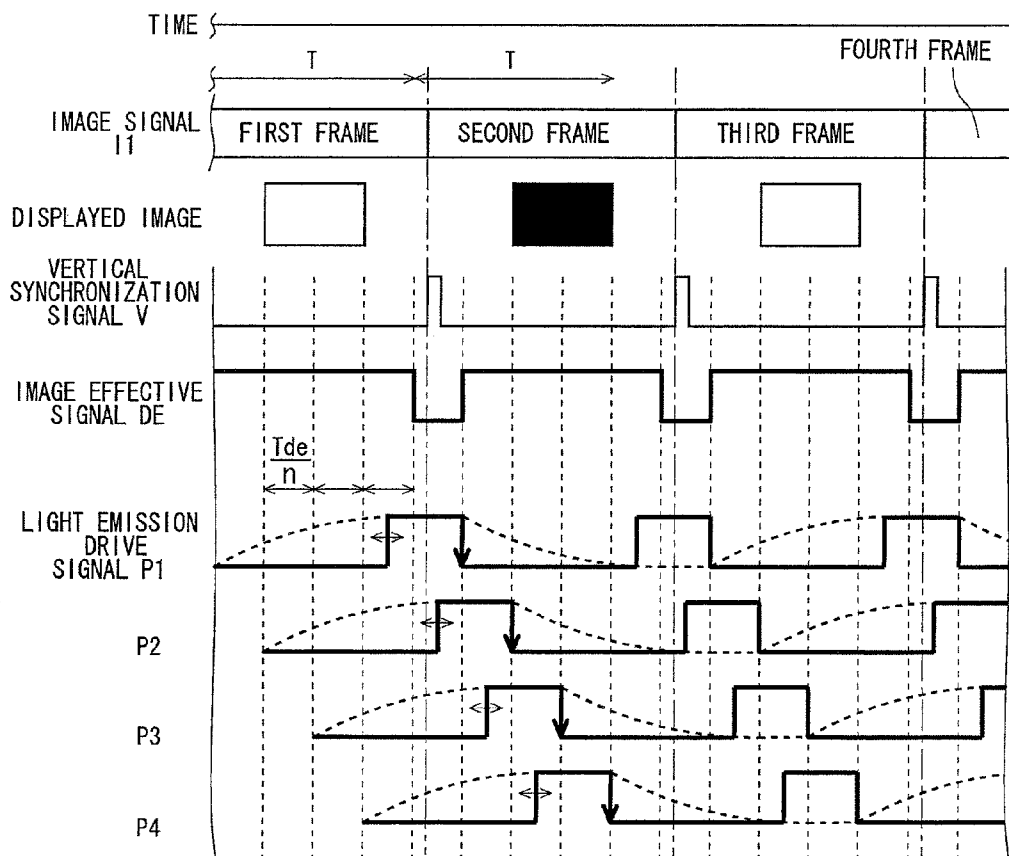 TIME
T T
FOURTH FRAME
IMAGE SIGNAL
I1
FIRST FRAME SECOND FRAME THIRD FRAME
DISPLAYED IMAGE
VERTICAL
SYNCHRONIZATION
SIGNAL V
IMAGE EFFECTIVE
SIGNAL DE
Tde
n
LIGHT EMISSION
DRIVE
SIGNAL P1
P2
P3
P4